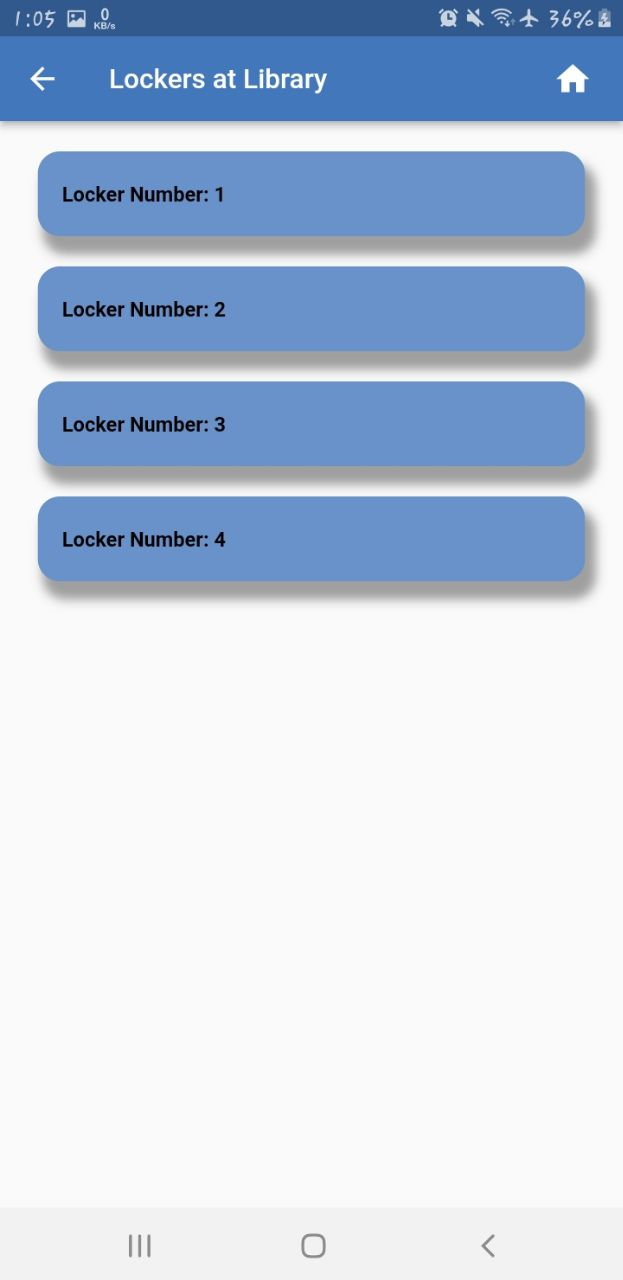 1:05 0 KB/s 36%
Lockers at Library
Locker Number: 1
Locker Number: 2
Locker Number: 3
Locker Number: 4